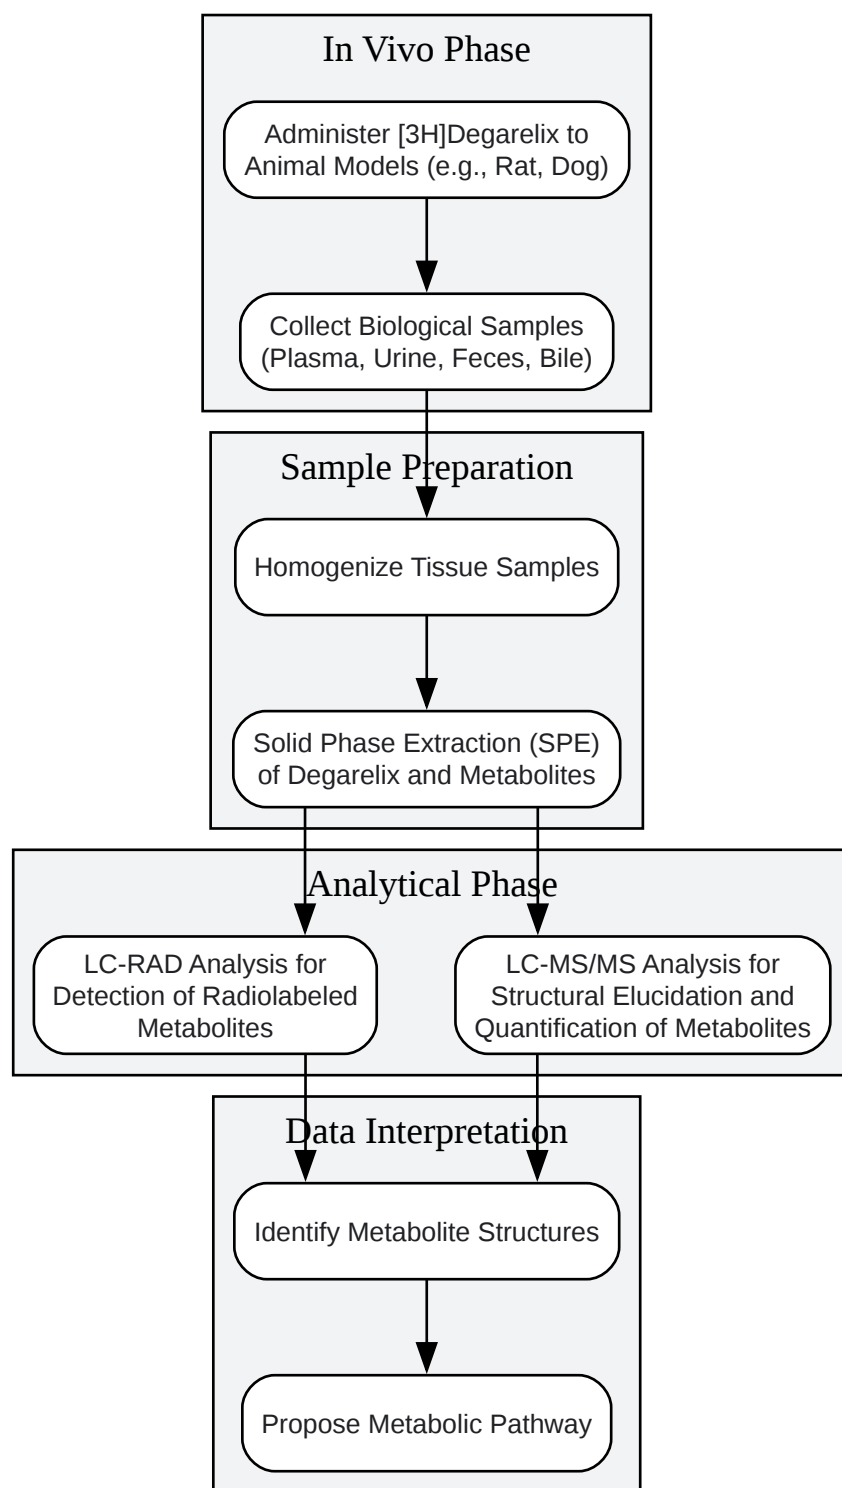 In Vivo Phase
Administer [3H]Degarelix to
Animal Models (e.g., Rat, Dog)
Collect Biological Samples
(Plasma, Urine, Feces, Bile)
Sample Preparation
Homogenize Tissue Samples
Solid Phase Extraction (SPE)
of Degarelix and Metabolites
Analytical Phase
LC-RAD Analysis for
Detection of Radiolabeled
Metabolites
LC-MS/MS Analysis for
Structural Elucidation and
Quantification of Metabolites
Data Interpretation
Identify Metabolite Structures
Propose Metabolic Pathway